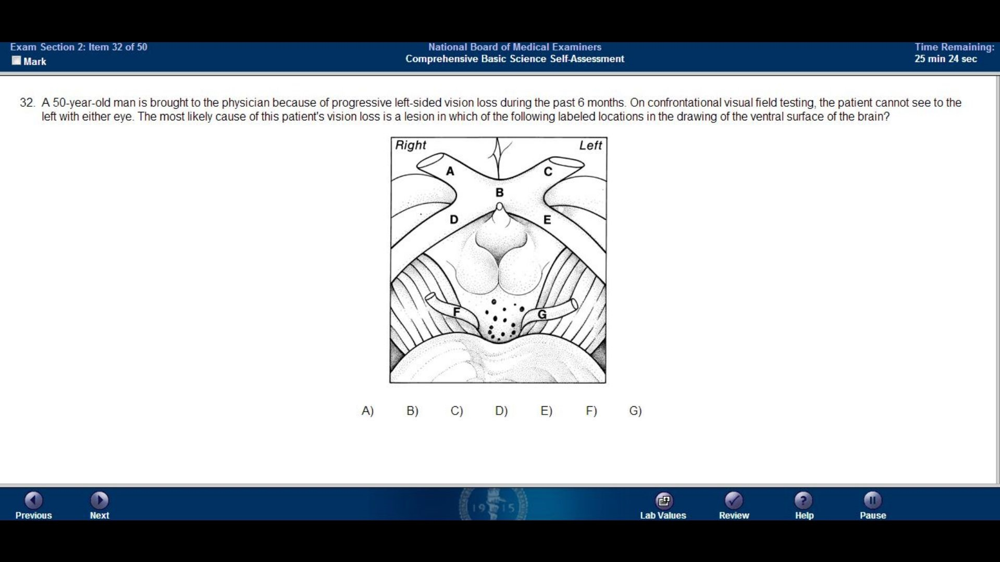 Exam Section 2: Item 32 of 50
National Board of Medical Examiners
Time Remaining:
Mark
Comprehensive Basic Science Self-Assessment
25 min 24 sec
32. A 50-year-old man is brought to the physician because of progressive left-sided vision loss during the past 6 months. On confrontational visual field testing, the patient cannot see to the
left with either eye. The most likely cause of this patient's vision loss is a lesion in which of the following labeled locations in the drawing of the ventral surface of the brain?
Right Left
A C
B
D E
F G
A) B) C) D) E) F) G)
19 15
Previous Next Lab Values Review Help Pause